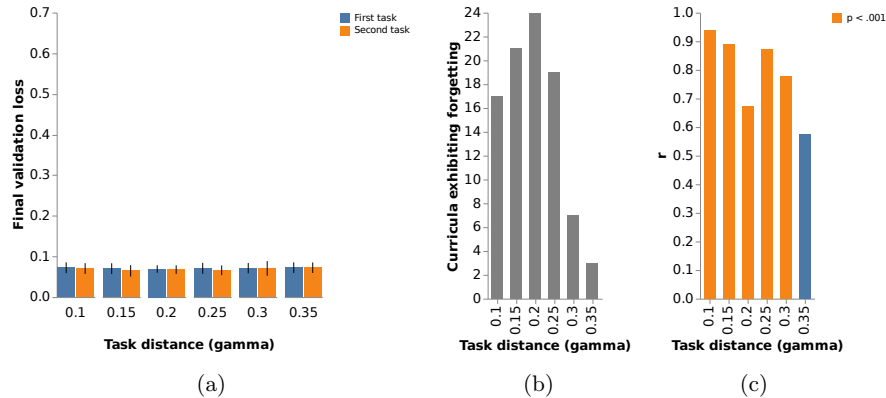 First task
Second task
Final validation loss
0.7
0.6
0.5
0.4
0.3
0.2
0.1
0.0
0.1 0.15 0.2 0.25 0.3 0.35
Task distance (gamma)
(a)
Curricula exhibiting forgetting
24
22
20
18
16
14
12
10
8
6
4
2
0
0.1 0.15 0.2 0.25 0.3 0.35
Task distance (gamma)
(b)
p < .001
r
1.0
0.9
0.8
0.7
0.6
0.5
0.4
0.3
0.2
0.1
0.0
0.1 0.15 0.2 0.25 0.3 0.35
Task distance (gamma)
(c)